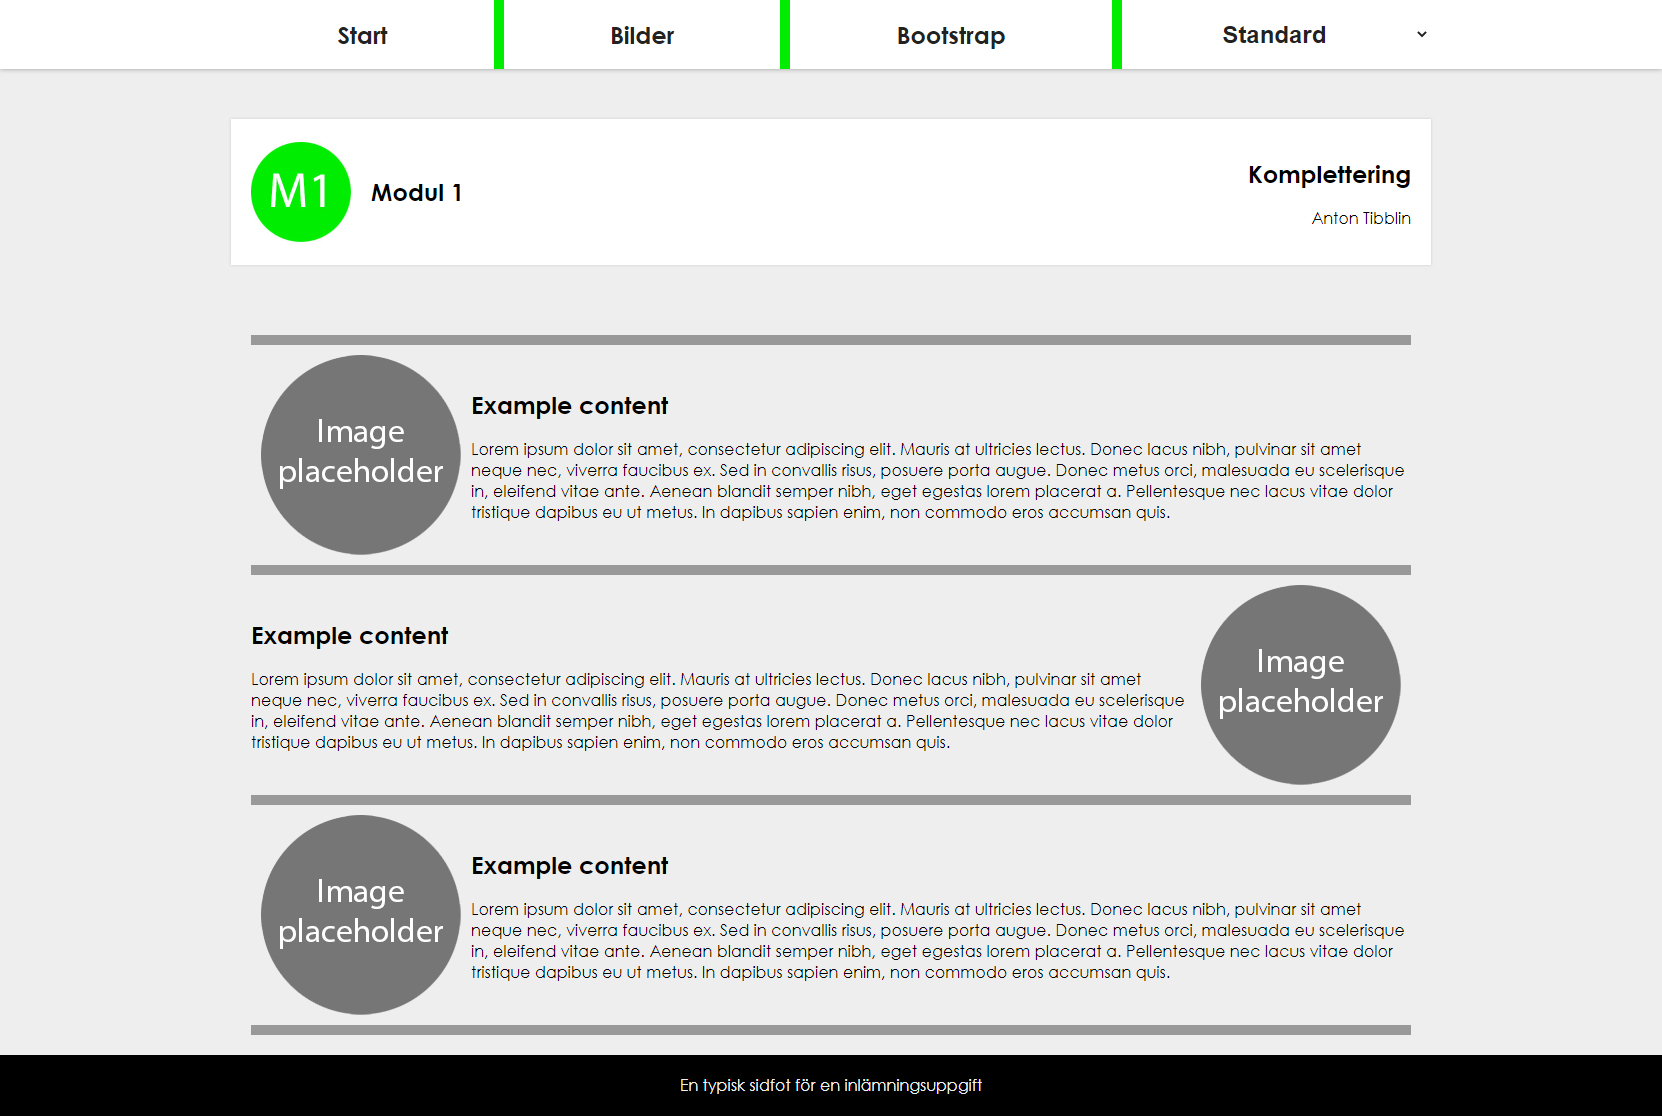 Start
Bilder
Bootstrap
Standard
M1
Modul 1
Komplettering
Anton Tibblin
Image
placeholder
Example content
Lorem ipsum dolor sit amet, consectetur adipiscing elit. Mauris at ultricies lectus. Donec lacus nibh, pulvinar sit amet
neque nec, viverra faucibus ex. Sed in convallis risus, posuere porta augue. Donec metus orci, malesuada eu scelerisque
in, eleifend vitae ante. Aenean blandit semper nibh, eget egestas lorem placerat a. Pellentesque nec lacus vitae dolor
tristique dapibus eu ut metus. In dapibus sapien enim, non commodo eros accumsan quis.
Example content
Lorem ipsum dolor sit amet, consectetur adipiscing elit. Mauris at ultricies lectus. Donec lacus nibh, pulvinar sit amet
neque nec, viverra faucibus ex. Sed in convallis risus, posuere porta augue. Donec metus orci, malesuada eu scelerisque
in, eleifend vitae ante. Aenean blandit semper nibh, eget egestas lorem placerat a. Pellentesque nec lacus vitae dolor
tristique dapibus eu ut metus. In dapibus sapien enim, non commodo eros accumsan quis.
Image
placeholder
Image
placeholder
Example content
Lorem ipsum dolor sit amet, consectetur adipiscing elit. Mauris at ultricies lectus. Donec lacus nibh, pulvinar sit amet
neque nec, viverra faucibus ex. Sed in convallis risus, posuere porta augue. Donec metus orci, malesuada eu scelerisque
in, eleifend vitae ante. Aenean blandit semper nibh, eget egestas lorem placerat a. Pellentesque nec lacus vitae dolor
tristique dapibus eu ut metus. In dapibus sapien enim, non commodo eros accumsan quis.
En typisk sidfot för en inlämningsuppgift